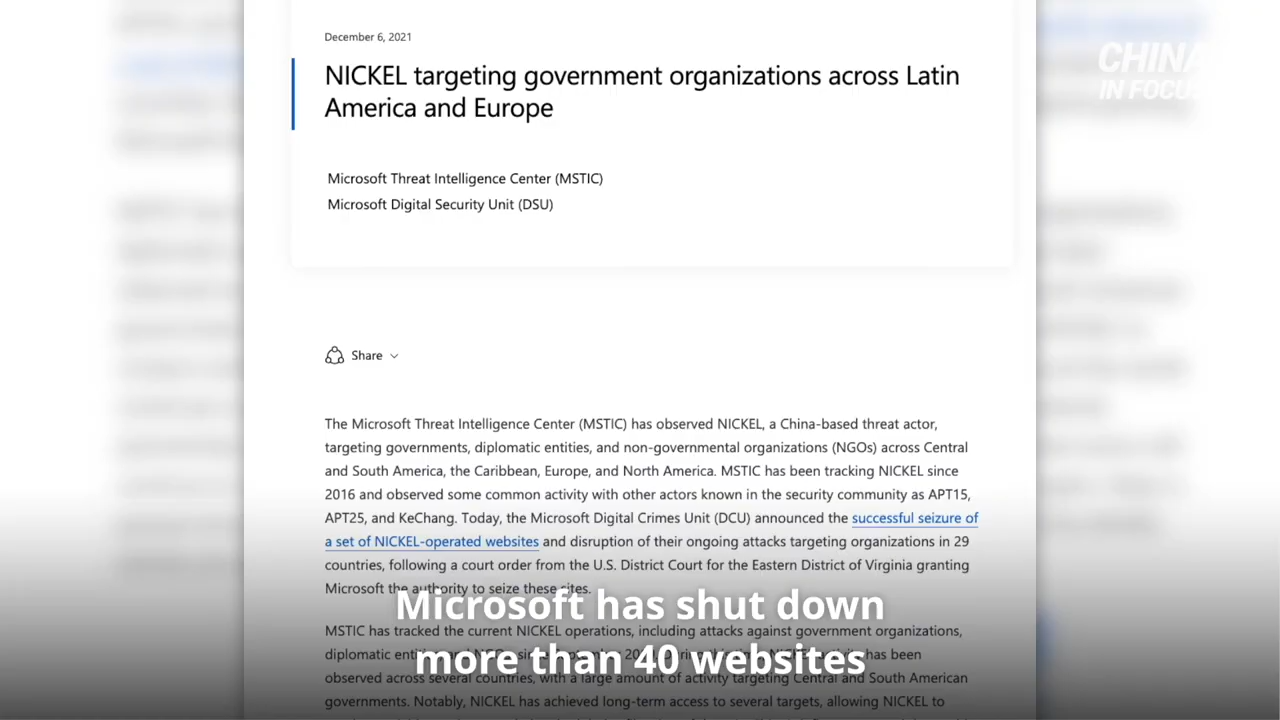 December 6, 2021
CHINA
IN FOCUS
NICKEL targeting government organizations across Latin
America and Europe
Microsoft Threat Intelligence Center (MSTIC)
Microsoft Digital Security Unit (DSU)
Share
The Microsoft Threat Intelligence Center (MSTIC) has observed NICKEL, a China-based threat actor,
targeting governments, diplomatic entities, and non-governmental organizations (NGOs) across Central
and South America, the Caribbean, Europe, and North America. MSTIC has been tracking NICKEL since
2016 and observed some common activity with other actors known in the security community as APT15,
APT25, and KeChang. Today, the Microsoft Digital Crimes Unit (DCU) announced the successful seizure of
a set of NICKEL-operated websites and disruption of their ongoing attacks targeting organizations in 29
countries, following a court order from the U.S. District Court for the Eastern District of Virginia granting
Microsoft the authority to seize these sites.
Microsoft has shut down
MSTIC has tracked the current NICKEL operations, including attacks against government organizations,
diplomatic has been
more than 40 websites
observed across several countries, with a large amount of activity targeting Central and South American
governments. Notably, NICKEL has achieved long-term access to several targets, allowing NICKEL to